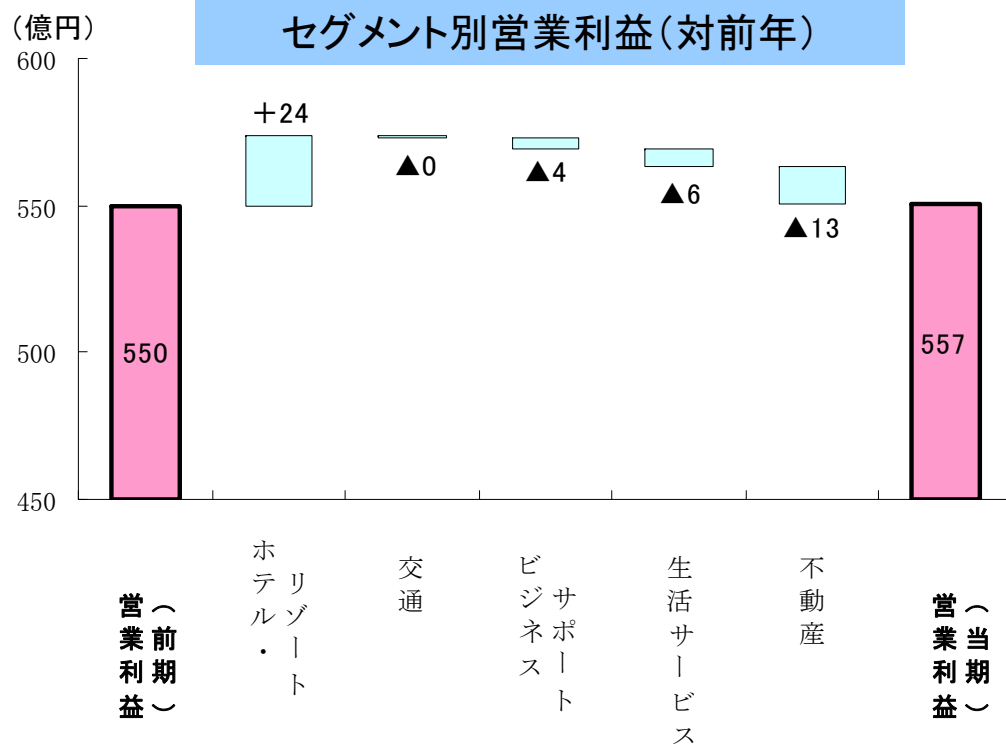 (億円)
セグメント別営業利益(対前年)
600
550
500
450
550
+24
▲0
▲4
▲6
▲13
557
営業利益
(前期)
ホテル・
リゾート
交通
ビジネス
サポート
生活サービス
不動産
営業利益
(当期)